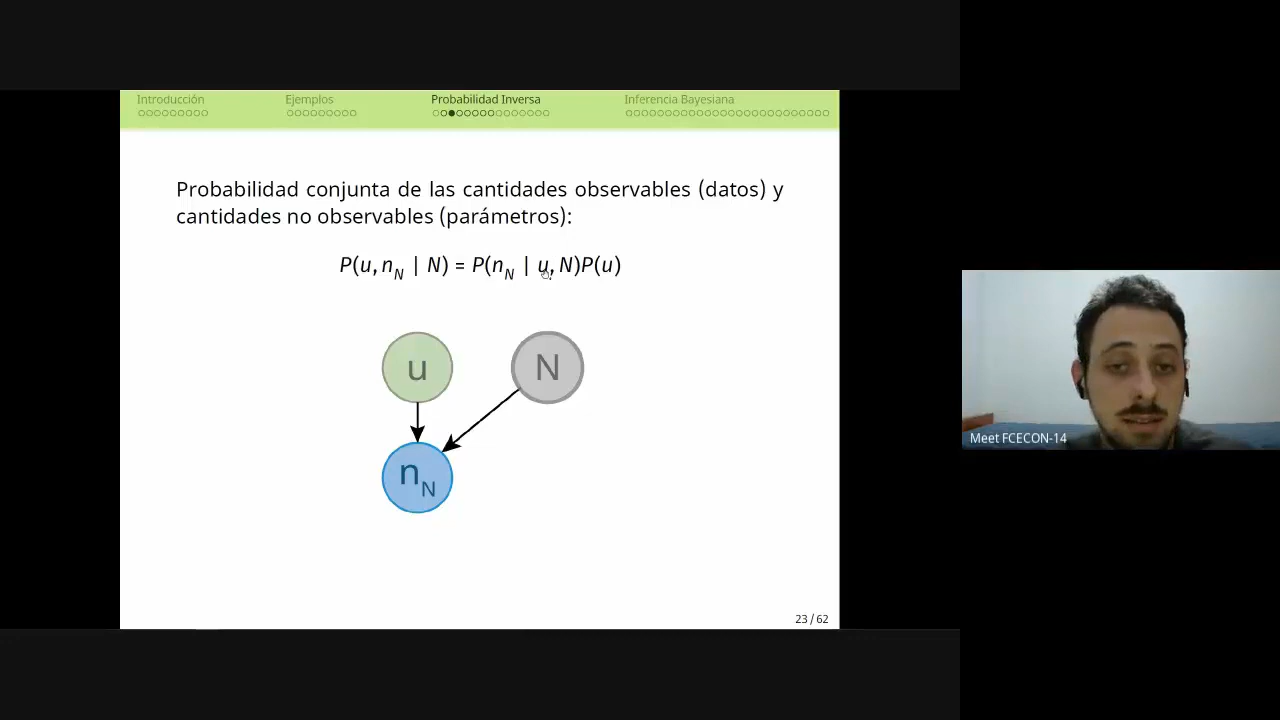 Introducción Ejemplos Probabilidad Inversa Inferencia Bayesiana
Probabilidad conjunta de las cantidades observables (datos) y
cantidades no observables (parámetros):
P(u, n_N | N) = P(n_N | u, N)P(u)
u N
n_N
23 / 62
Meet FCECON-14